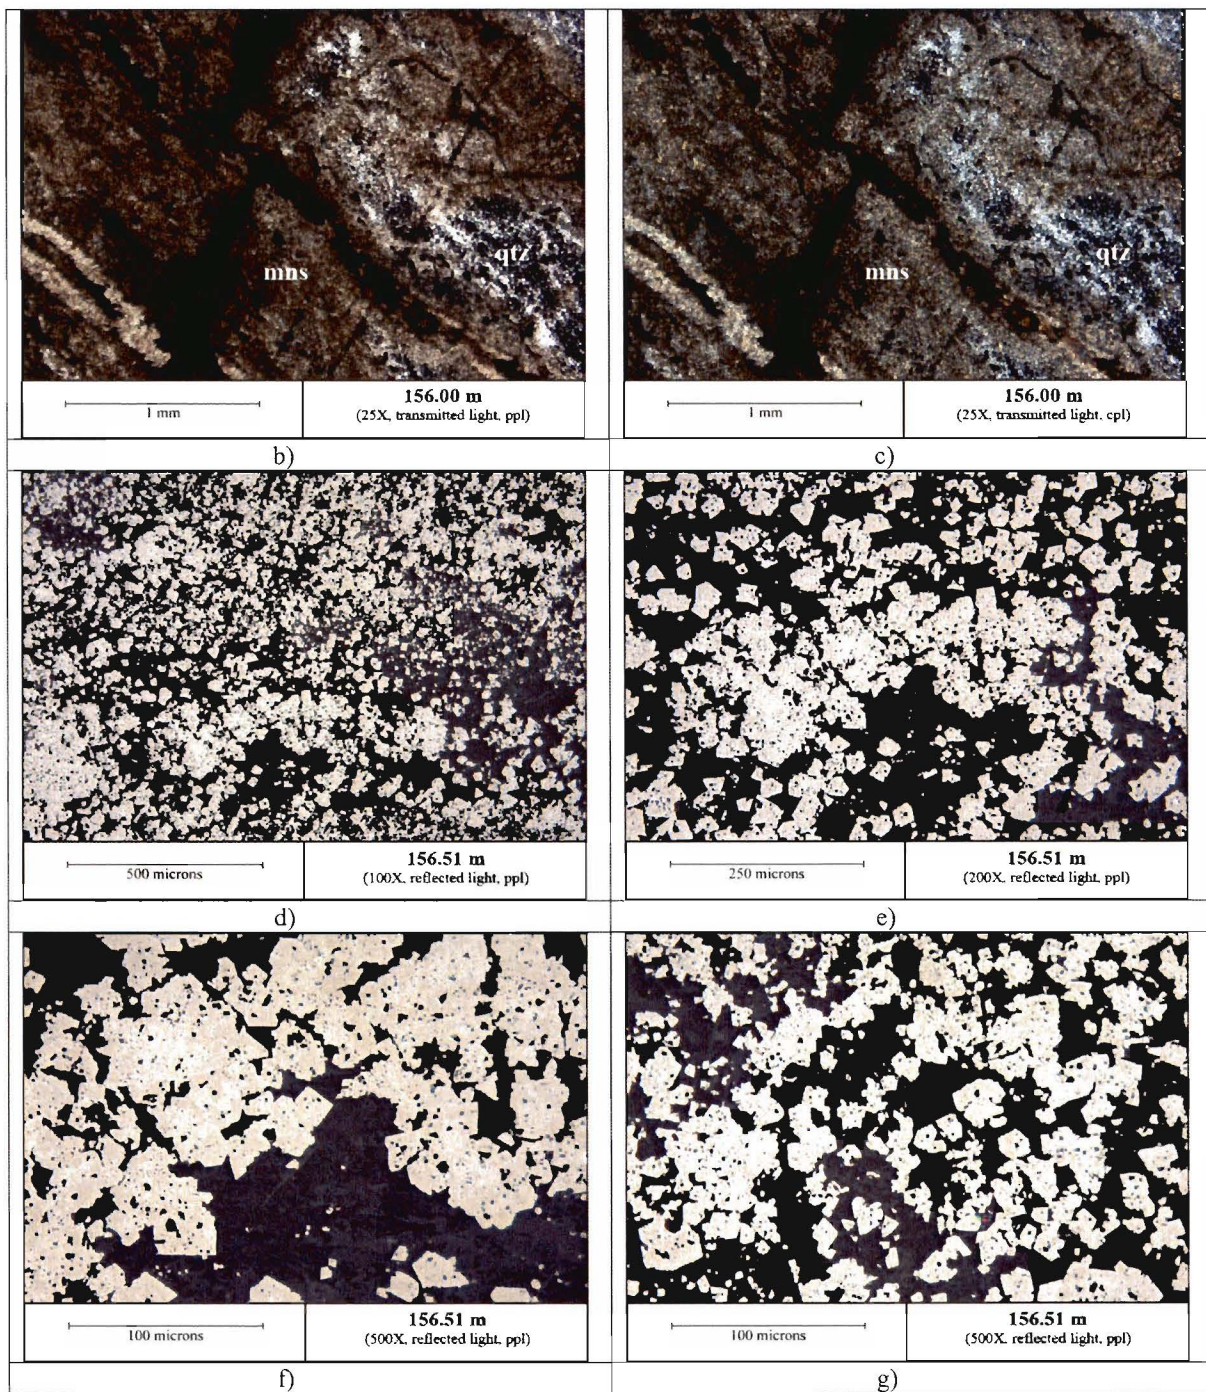 mns
qtz
mns
qtz
1 mm
156.00 m
(25X, transmitted light, ppl)
1 mm
156.00 m
(25X, transmitted light, cpl)
b)
c)
500 microns
156.51 m
(100X, reflected light, ppl)
250 microns
156.51 m
(200X, reflected light, ppl)
d)
e)
100 microns
156.51 m
(500X, reflected light, ppl)
100 microns
156.51 m
(500X, reflected light, ppl)
f)
g)